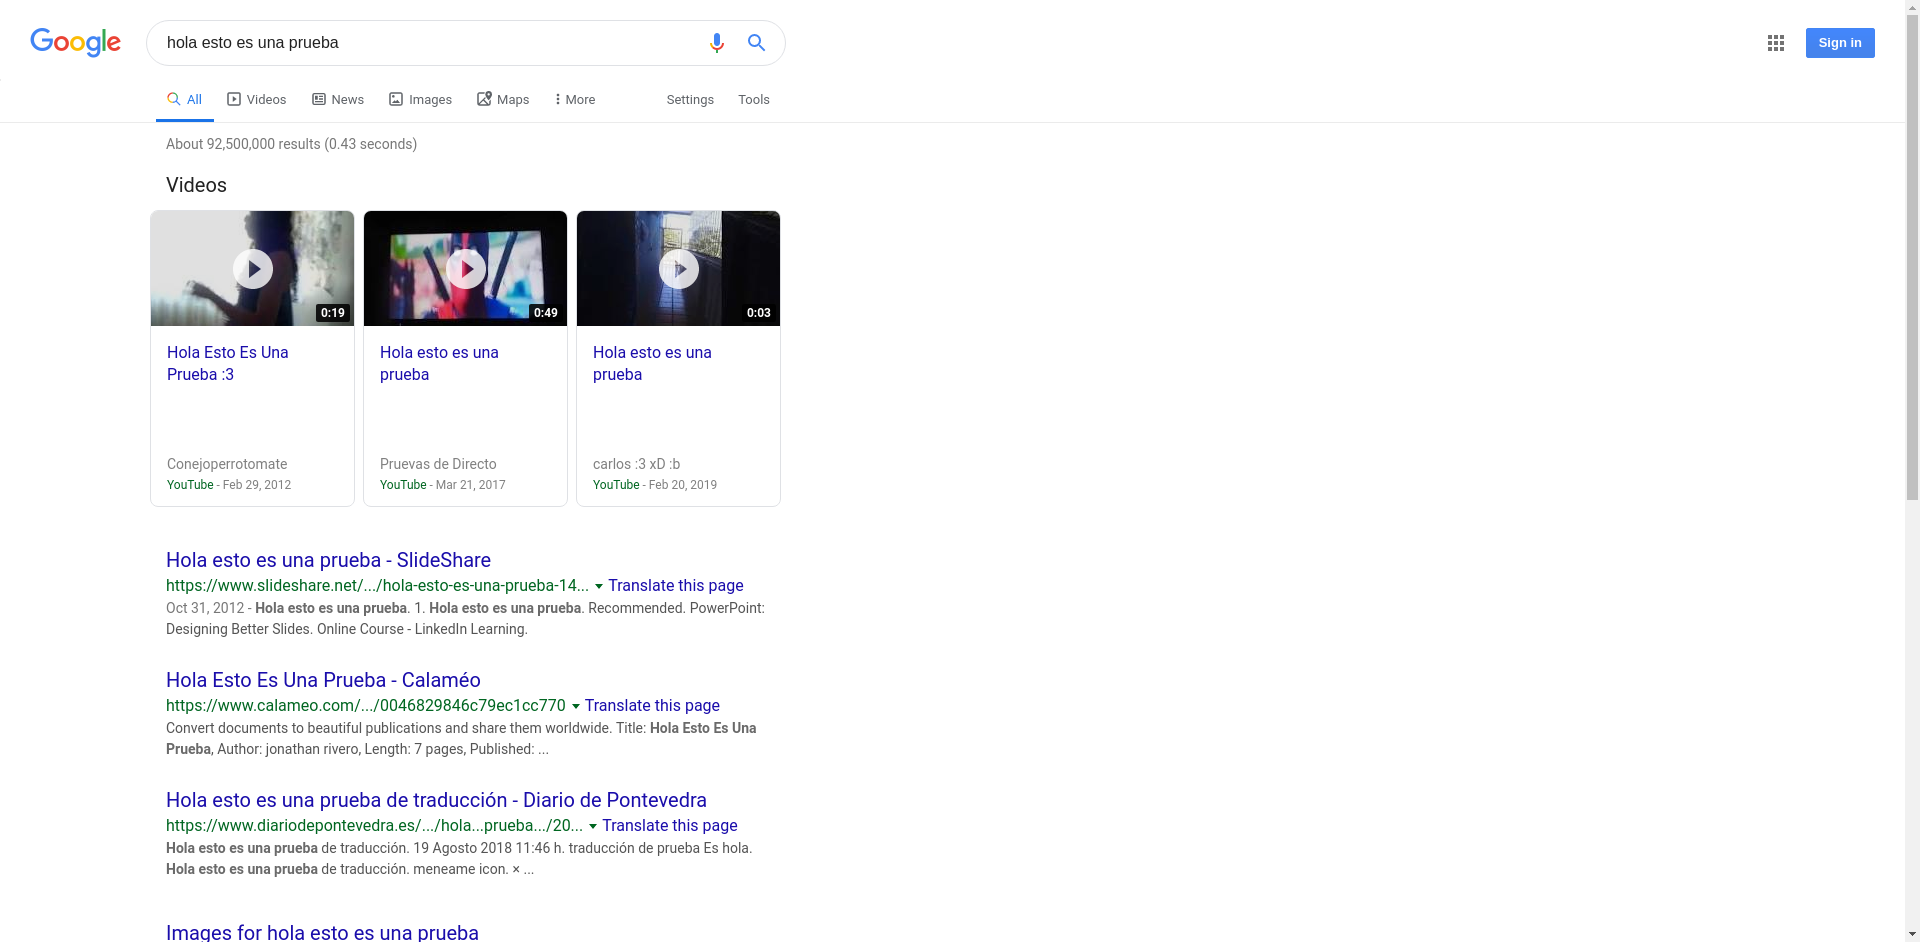 Google
hola esto es una prueba
Sign in
All
Videos
News
Images
Maps
More
Settings
Tools
About 92,500,000 results (0.43 seconds)
Videos
0:19
Hola Esto Es Una
Prueba :3
Conejoperrotomate
YouTube - Feb 29, 2012
0:49
Hola esto es una
prueba
Pruevas de Directo
YouTube - Mar 21, 2017
0:03
Hola esto es una
prueba
carlos :3 xD :b
YouTube - Feb 20, 2019
Hola esto es una prueba - SlideShare
https://www.slideshare.net/.../hola-esto-es-una-prueba-14... Translate this page
Oct 31, 2012 - Hola esto es una prueba. 1. Hola esto es una prueba. Recommended. PowerPoint:
Designing Better Slides. Online Course - LinkedIn Learning.
Hola Esto Es Una Prueba - Calaméo
https://www.calameo.com/.../0046829846c79ec1cc770 Translate this page
Convert documents to beautiful publications and share them worldwide. Title: Hola Esto Es Una
Prueba, Author: jonathan rivero, Length: 7 pages, Published: ...
Hola esto es una prueba de traducción - Diario de Pontevedra
https://www.diariodepontevedra.es/.../hola...prueba.../20... Translate this page
Hola esto es una prueba de traducción. 19 Agosto 2018 11:46 h. traducción de prueba Es hola.
Hola esto es una prueba de traducción. meneame icon. × ...
Images for hola esto es una prueba